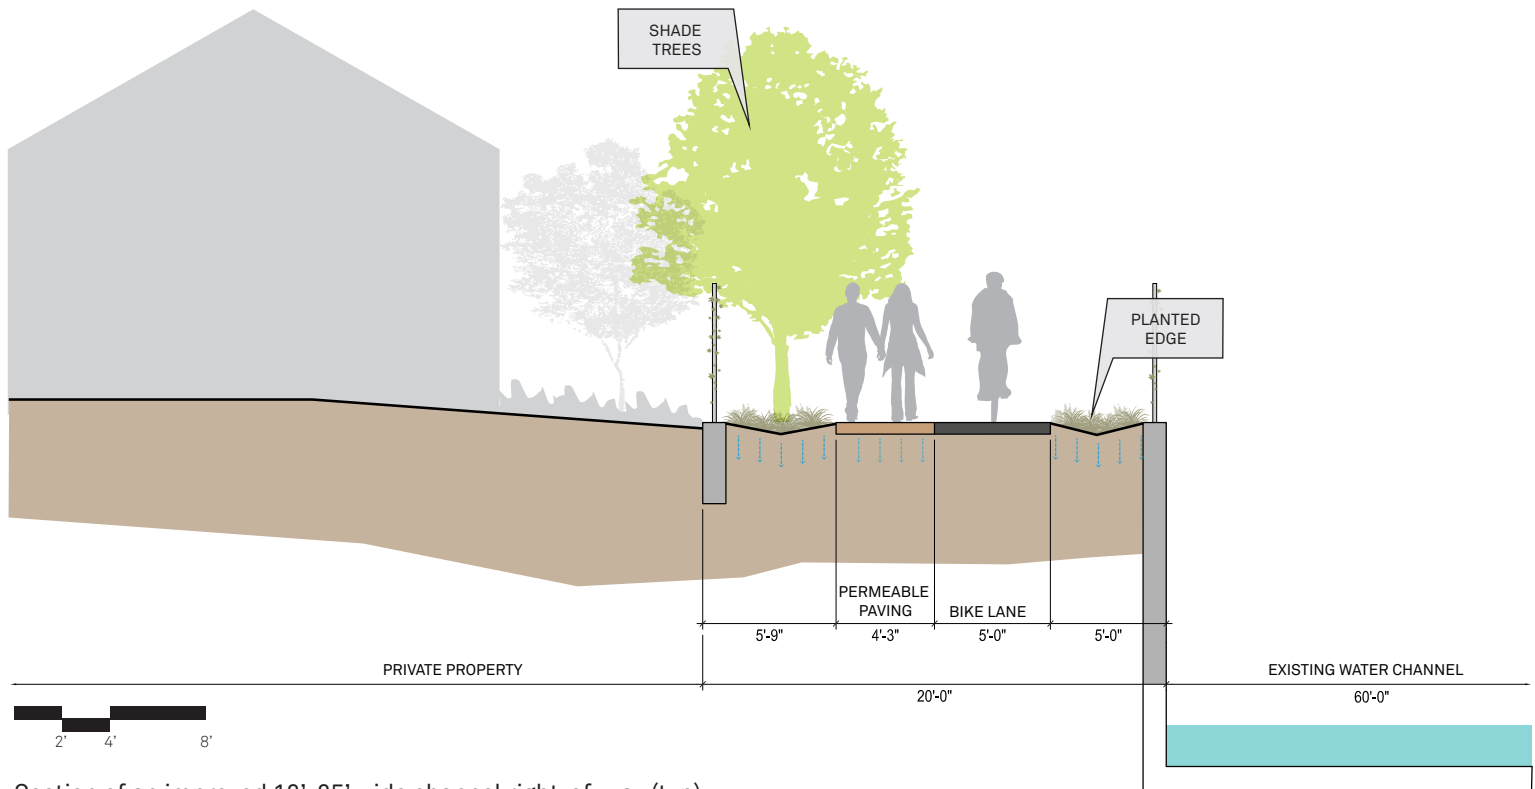 SHADE
TREES
PLANTED
EDGE
PERMEABLE
PAVING
BIKE LANE
5'-9"
4'-3"
5'-0"
5'-0"
PRIVATE PROPERTY
EXISTING WATER CHANNEL
20'-0"
60'-0"
2' 4' 8'